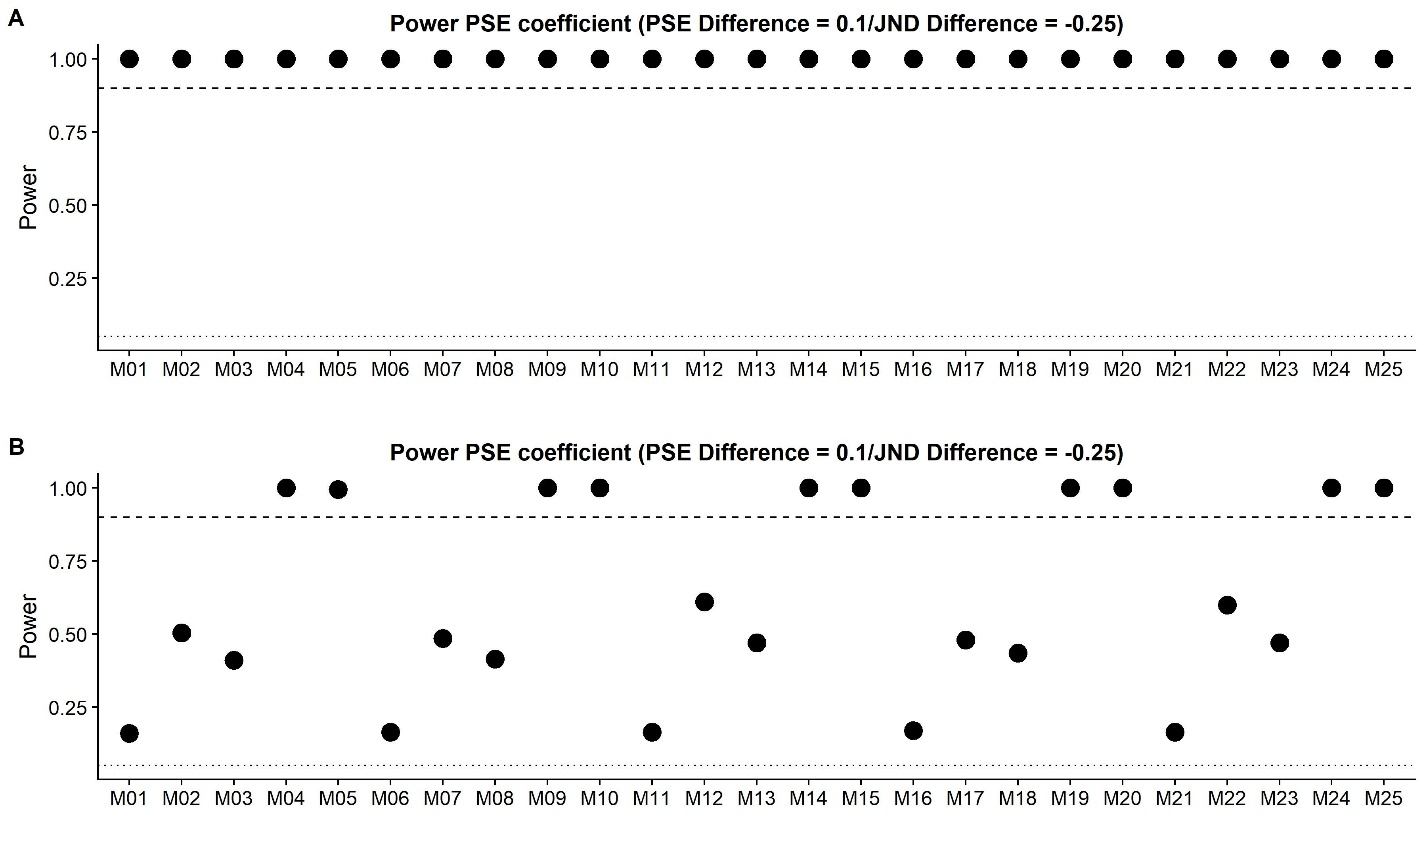 A
Power PSE coefficient (PSE Difference = 0.1/JND Difference = -0.25)
1.00
0.75
0.50
0.25
Power
M01 M02 M03 M04 M05 M06 M07 M08 M09 M10 M11 M12 M13 M14 M15 M16 M17 M18 M19 M20 M21 M22 M23 M24 M25
B
Power PSE coefficient (PSE Difference = 0.1/JND Difference = -0.25)
1.00
0.75
0.50
0.25
Power
M01 M02 M03 M04 M05 M06 M07 M08 M09 M10 M11 M12 M13 M14 M15 M16 M17 M18 M19 M20 M21 M22 M23 M24 M25